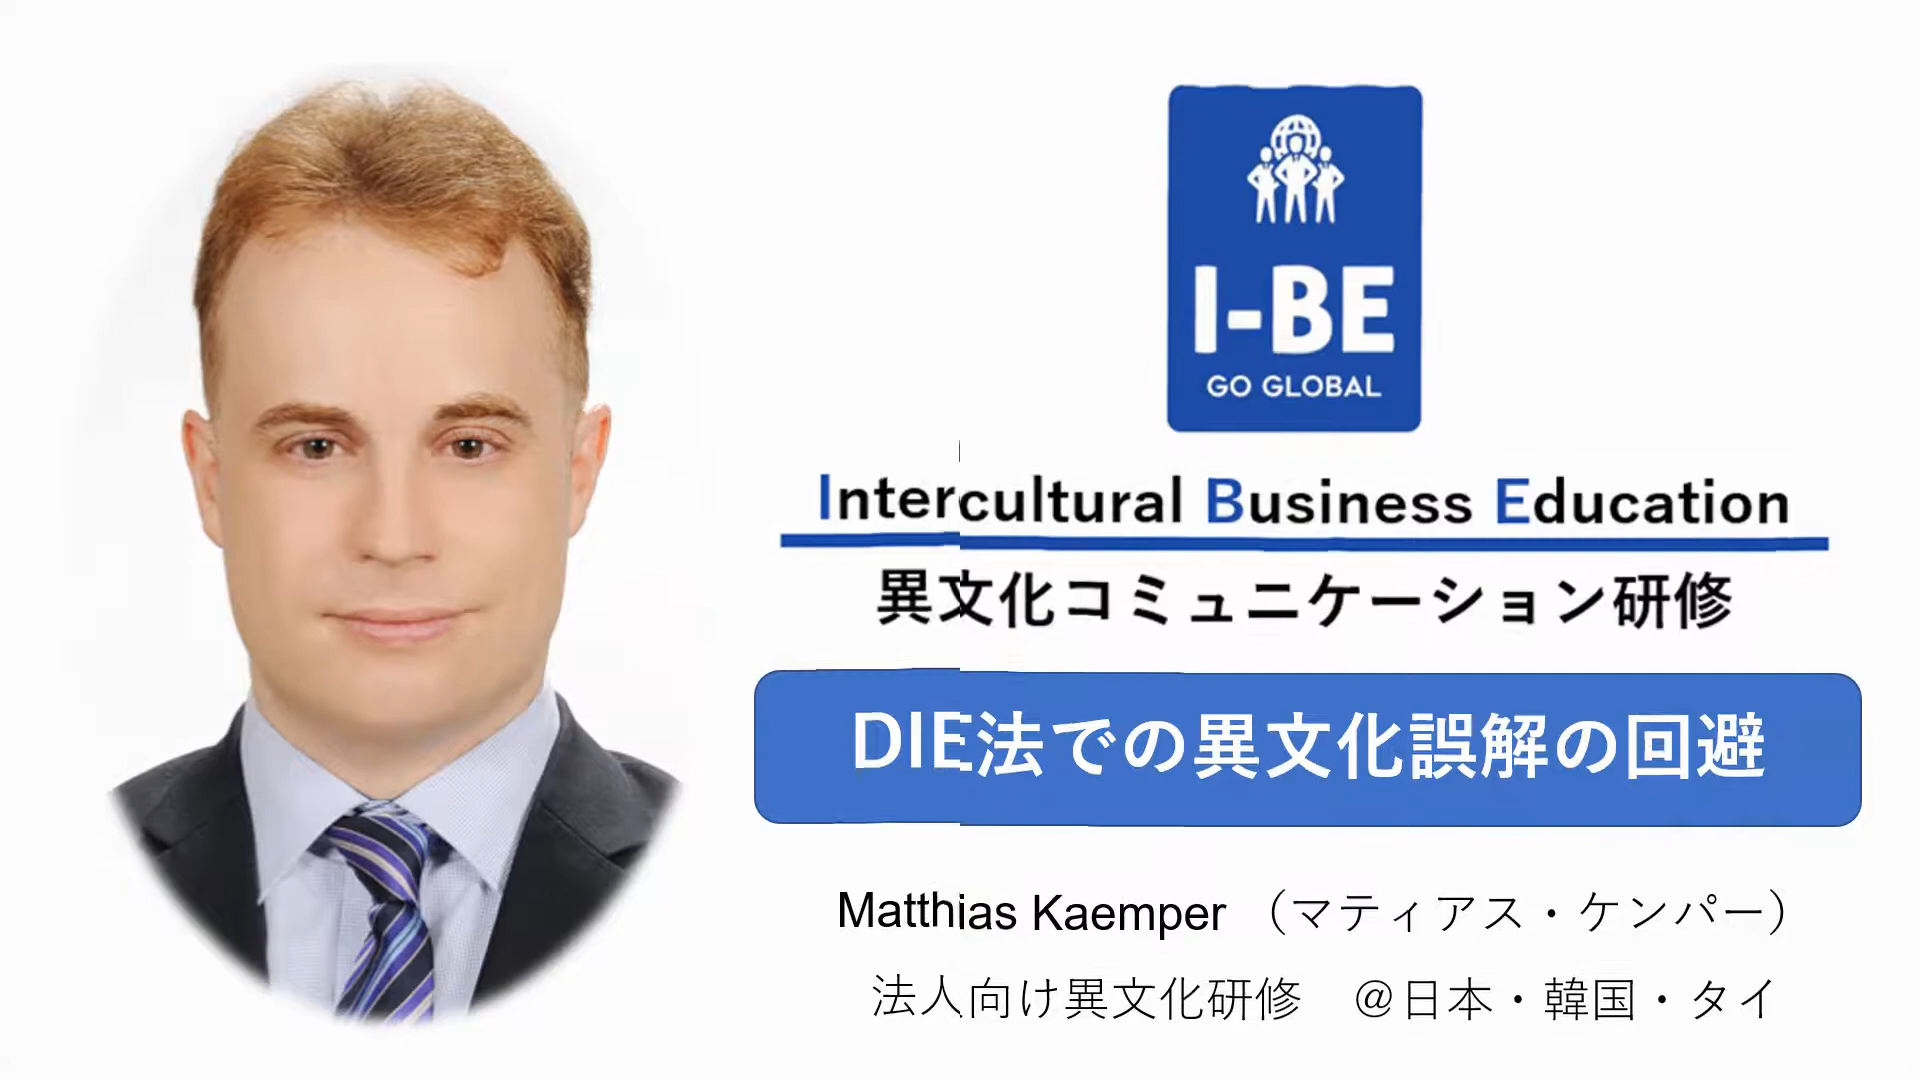 I-BE
GO GLOBAL
Intercultural Business Education
異文化コミュニケーション研修
DIE法での異文化誤解の回避
Matthias Kaemper （マティアス・ケンパー）
法人向け異文化研修　＠日本・韓国・タイ